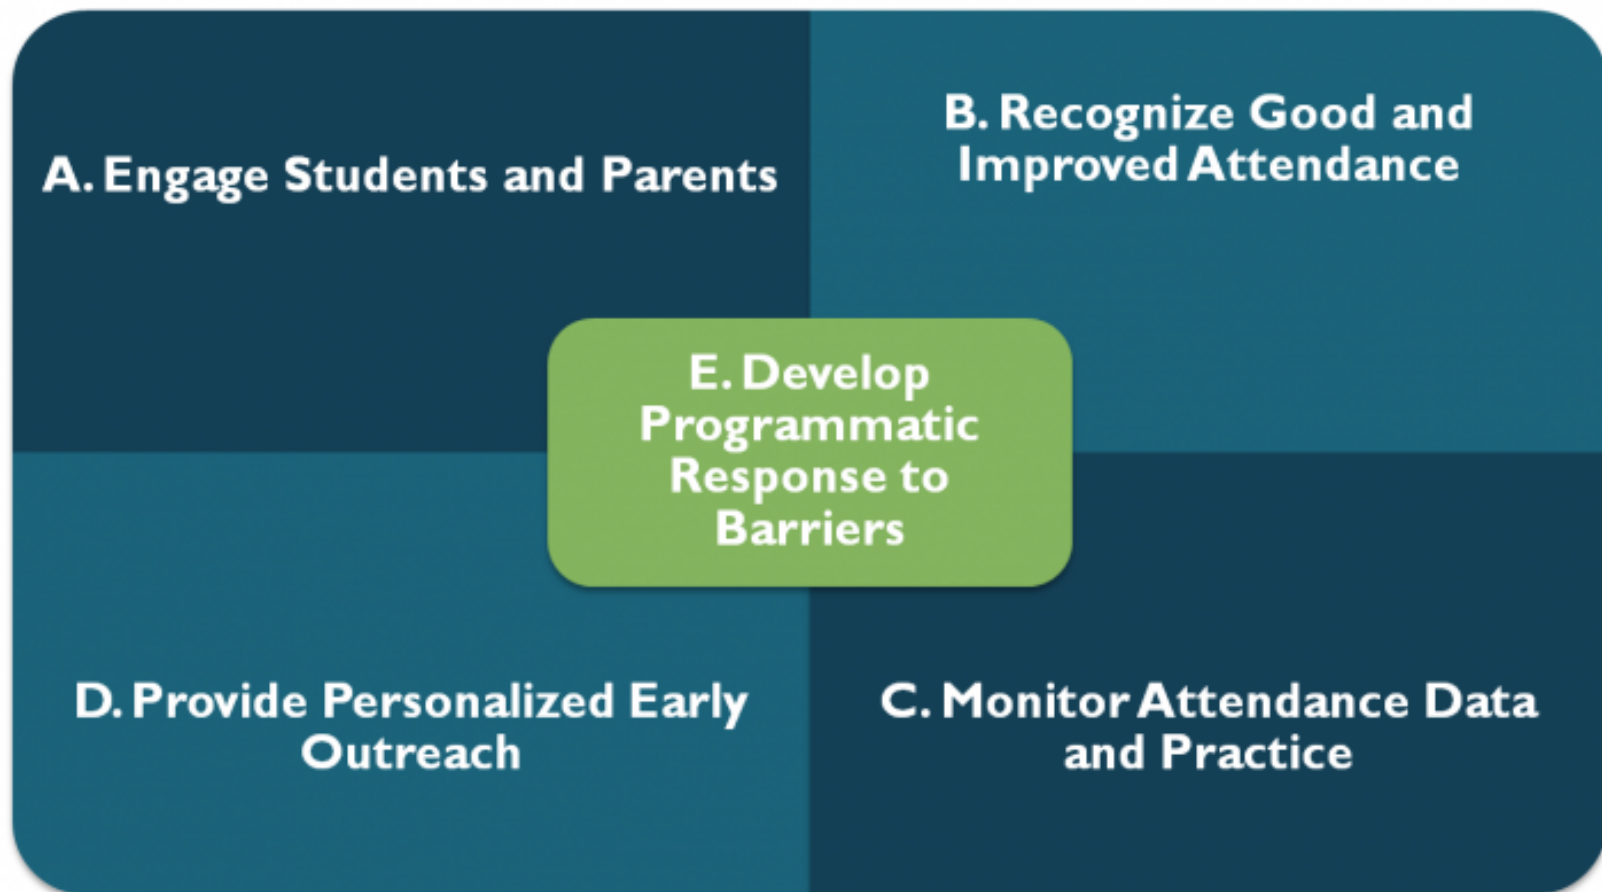 A. Engage Students and Parents
B. Recognize Good and
Improved Attendance
E. Develop
Programmatic
Response to
Barriers
D. Provide Personalized Early
Outreach
C. Monitor Attendance Data
and Practice